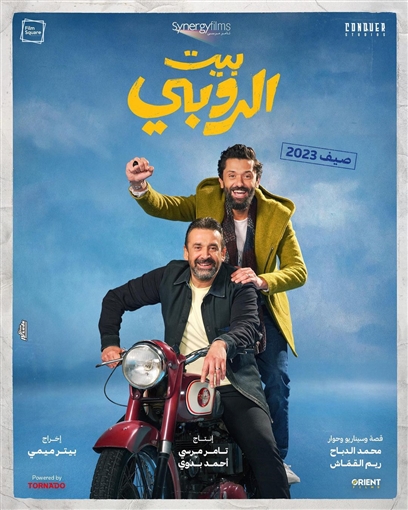 Film Square
Synergyfilms
CONQUER
STUDIOS
بيت
الروبي
صيف 2023
إخراج
بيتر ميمي
إنتاج
تامر مرسي
أحمد بدوي
قصة وسيناريو وحوار
محمد الدباح
ريم القماش
Powered by
TORNADO
ORIENT
FILMS